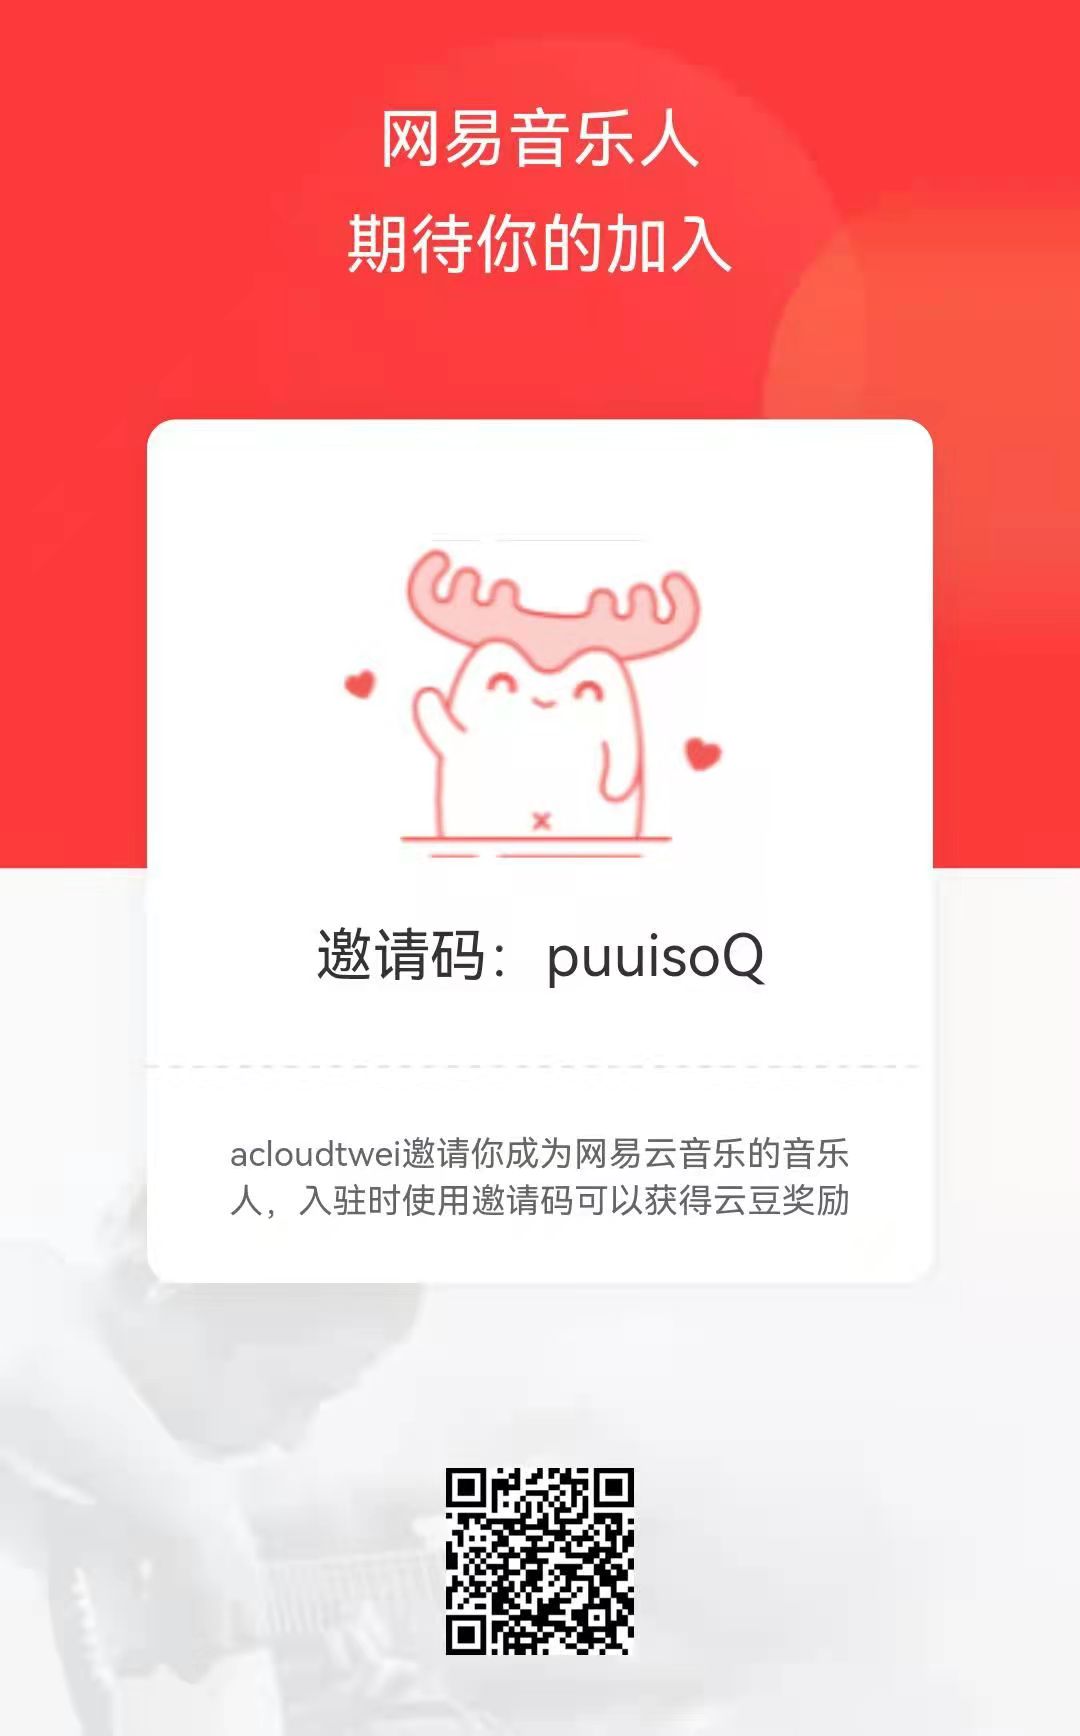 网易音乐人
期待你的加入
邀请码：puuisoQ
acloudtwei邀请你成为网易云音乐的音乐
人，入驻时使用邀请码可以获得云豆奖励